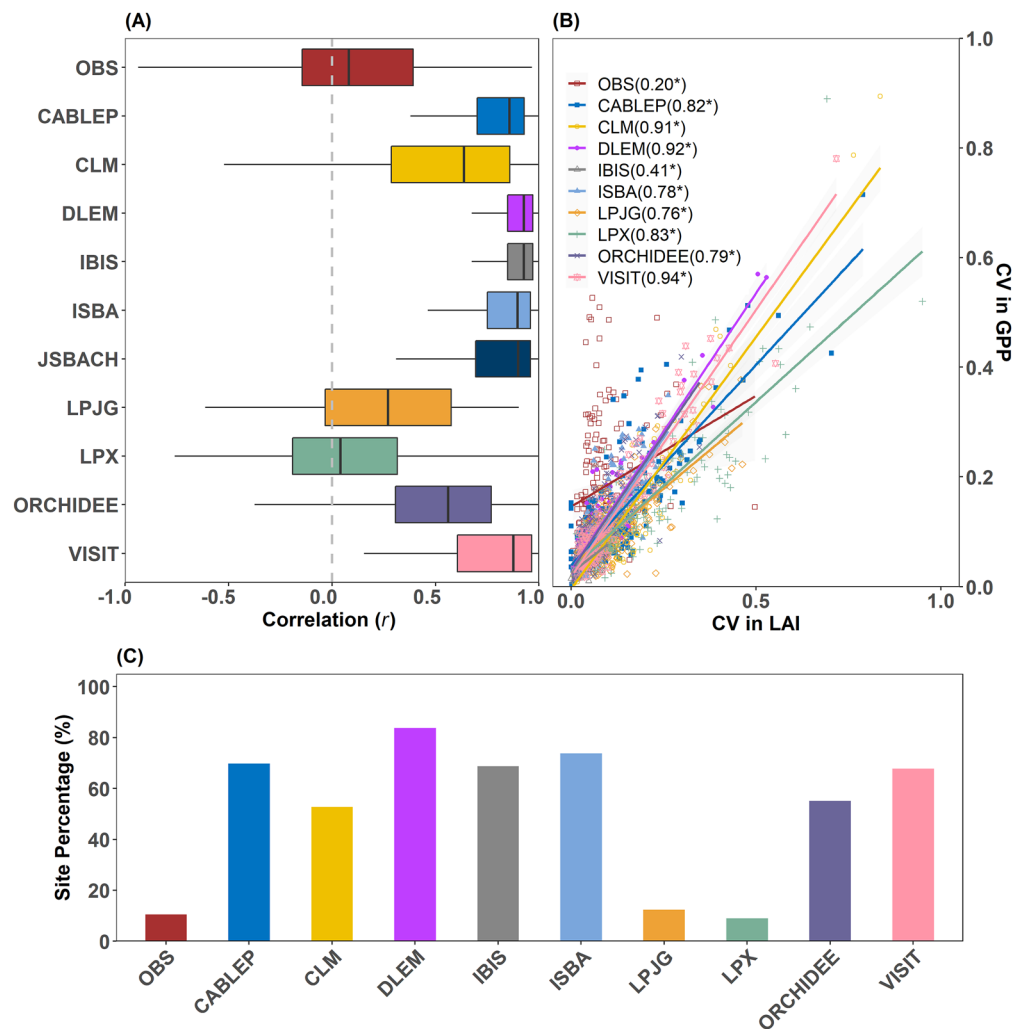 (A)
OBS
CABLEP
CLM
DLEM
IBIS
ISBA
JSBACH
LPJG
LPX
ORCHIDEE
VISIT
-1.0 -0.5 0.0 0.5 1.0
Correlation (r)
(B)
OBS(0.20*)
CABLEP(0.82*)
CLM(0.91*)
DLEM(0.92*)
IBIS(0.41*)
ISBA(0.78*)
LPJG(0.76*)
LPX(0.83*)
ORCHIDEE(0.79*)
VISIT(0.94*)
1.0
0.8
0.6
0.4
0.2
0.0
CV in GPP
0.0 0.5 1.0
CV in LAI
(C)
Site Percentage (%)
100
80
60
40
20
0
OBS
CABLEP
CLM
DLEM
IBIS
ISBA
LPJG
LPX
ORCHIDEE
VISIT